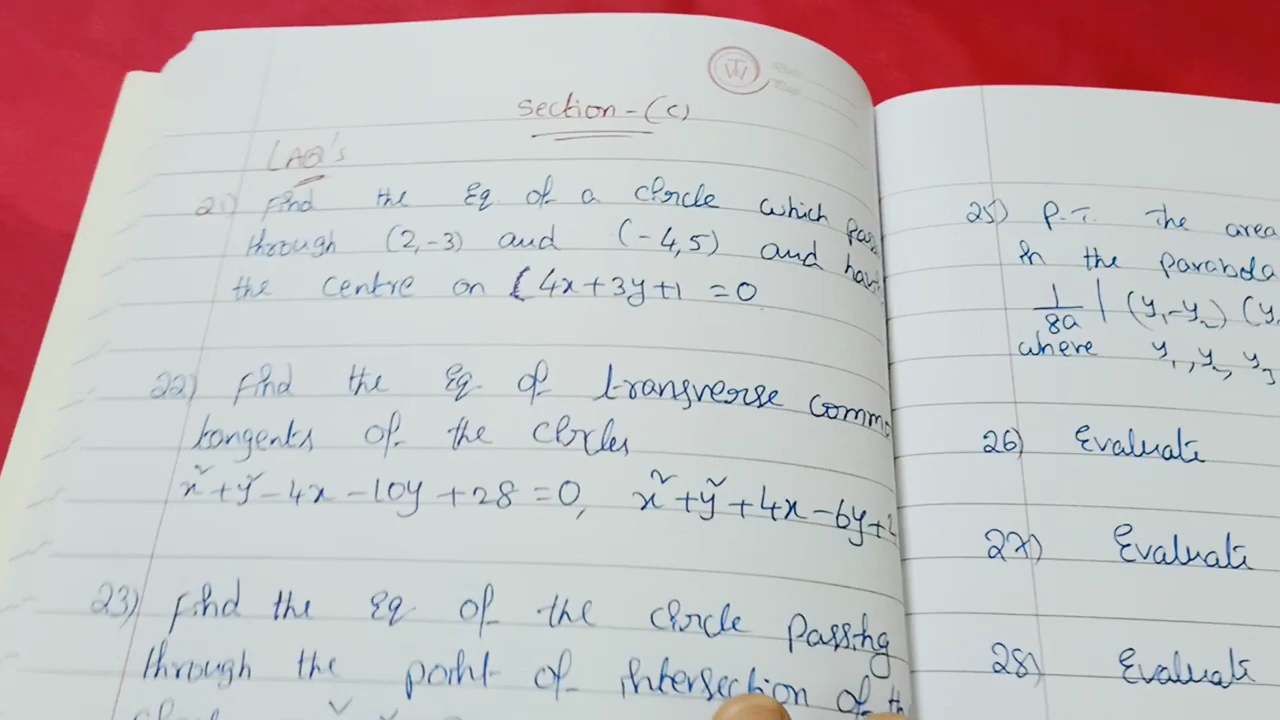 Section-(C)
LAQ's
21) Find the Eq of a circle which pass
through (2,-3) and (-4,5) and hav
the centre on (4x+3y+1 =0
22) Find the Eq. of transverse commo
tangents of the circles
x²+y²-4x-10y+28=0, x²+y²+4x-6y+
23) Find the Eq of the circle passing
through the point of intersection of th
25) P.T. The area
in the parabola
1/8a | (y₁-y₂) (y
where y₁, y₂, y₃
26) Evaluate
27) Evaluate
28) Evaluate